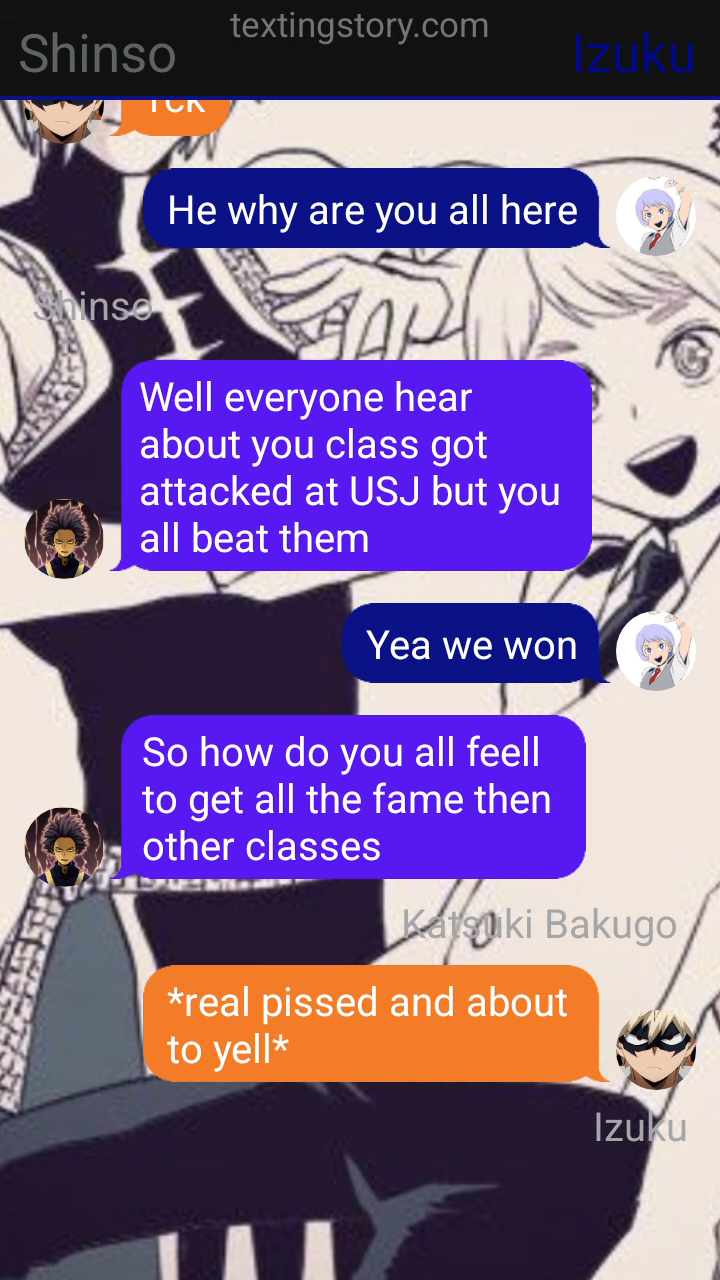 textingstory.com
Shinso
Izuku
Tck
He why are you all here
Shinso
Well everyone hear
about you class got
attacked at USJ but you
all beat them
Yea we won
So how do you all feell
to get all the fame then
other classes
Katsuki Bakugo
*real pissed and about
to yell*
Izuku